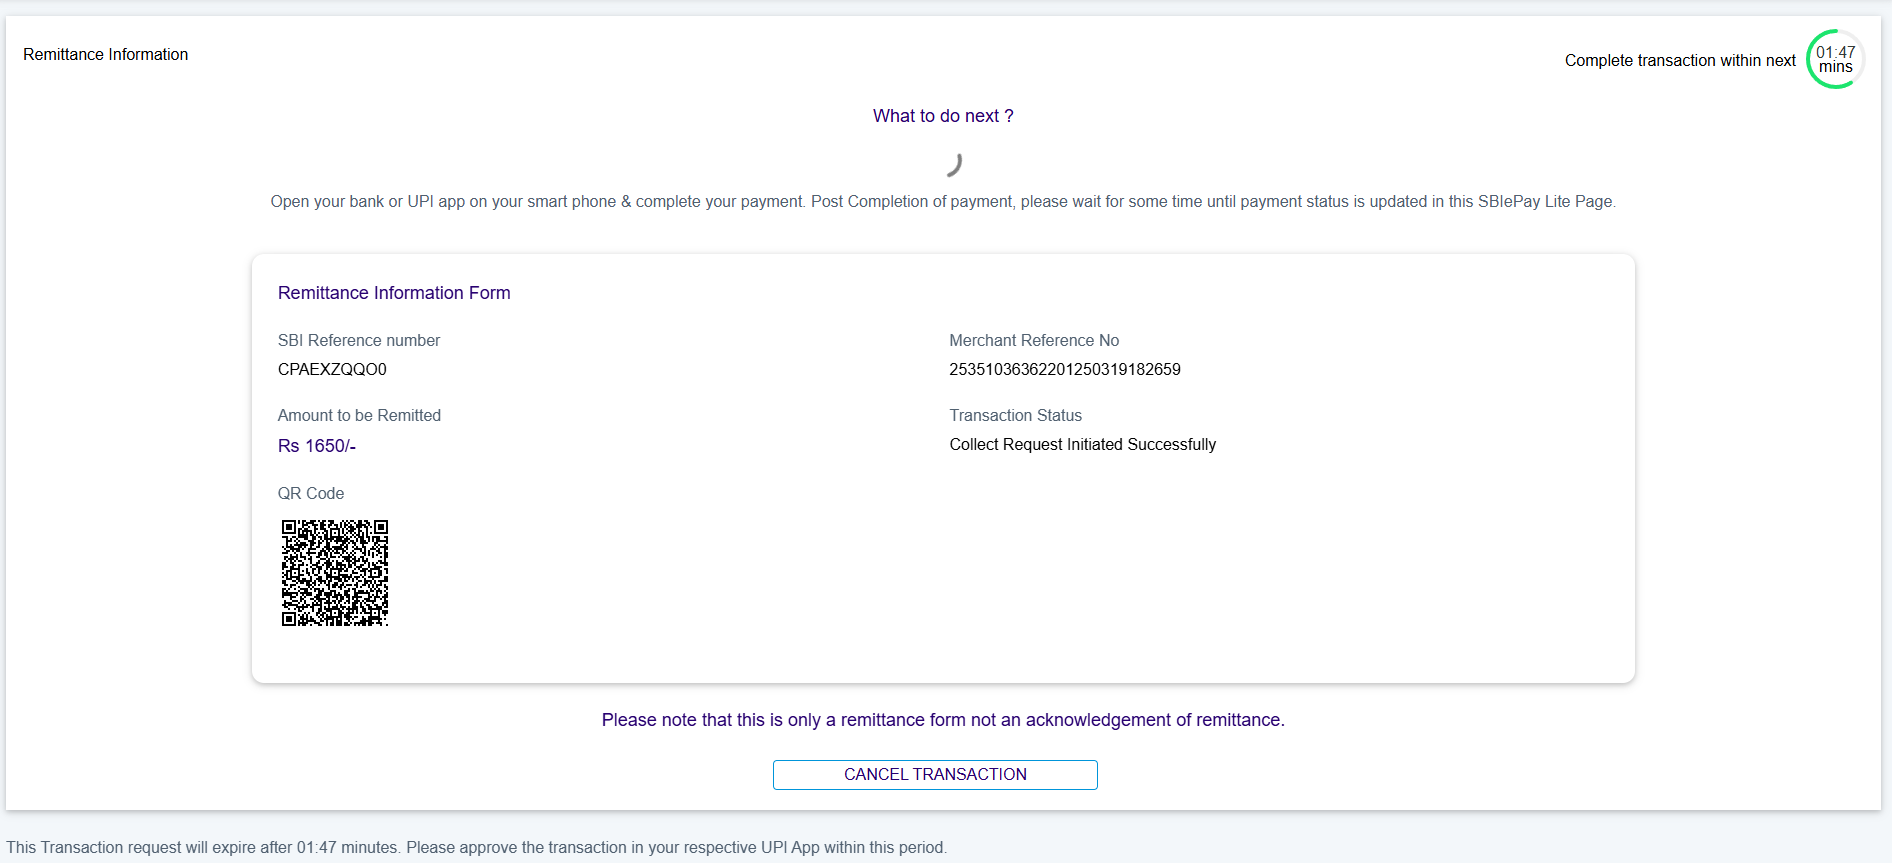 Remittance Information
Complete transaction within next
01:47
mins
What to do next ?
Open your bank or UPI app on your smart phone & complete your payment. Post Completion of payment, please wait for some time until payment status is updated in this SBIePay Lite Page.
Remittance Information Form
SBI Reference number
Merchant Reference No
CPAEXZQQO0
25351036362201250319182659
Amount to be Remitted
Transaction Status
Rs 1650/-
Collect Request Initiated Successfully
QR Code
Please note that this is only a remittance form not an acknowledgement of remittance.
CANCEL TRANSACTION
This Transaction request will expire after 01:47 minutes. Please approve the transaction in your respective UPI App within this period.